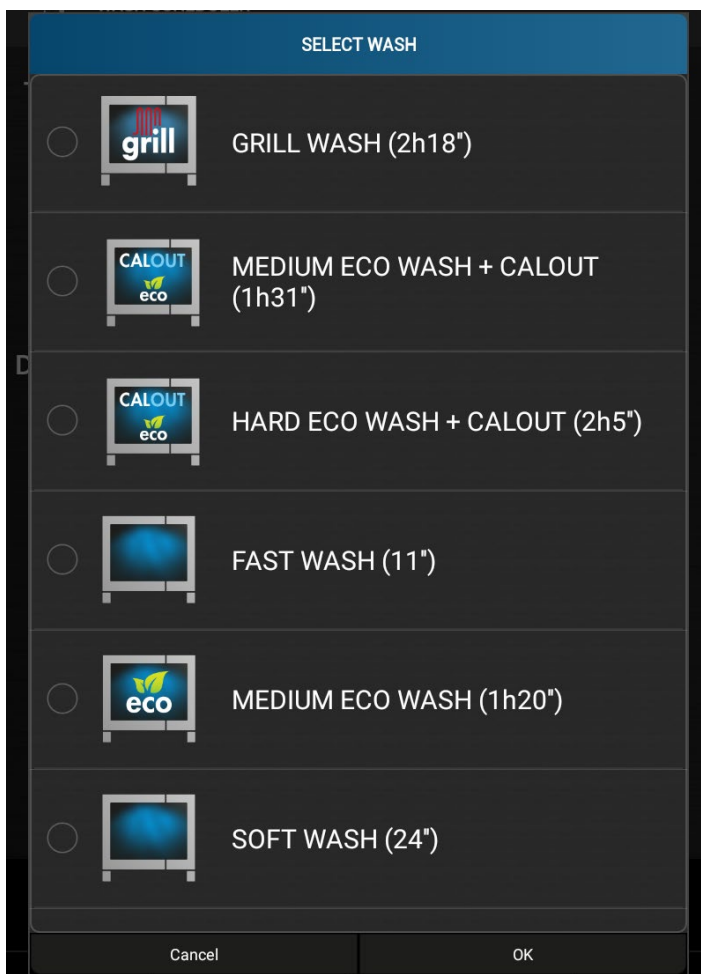 SELECT WASH
grill
GRILL WASH (2h18")
CALOUT
eco
MEDIUM ECO WASH + CALOUT
(1h31")
CALOUT
eco
HARD ECO WASH + CALOUT (2h5")
FAST WASH (11")
eco
MEDIUM ECO WASH (1h20")
SOFT WASH (24")
Cancel
OK